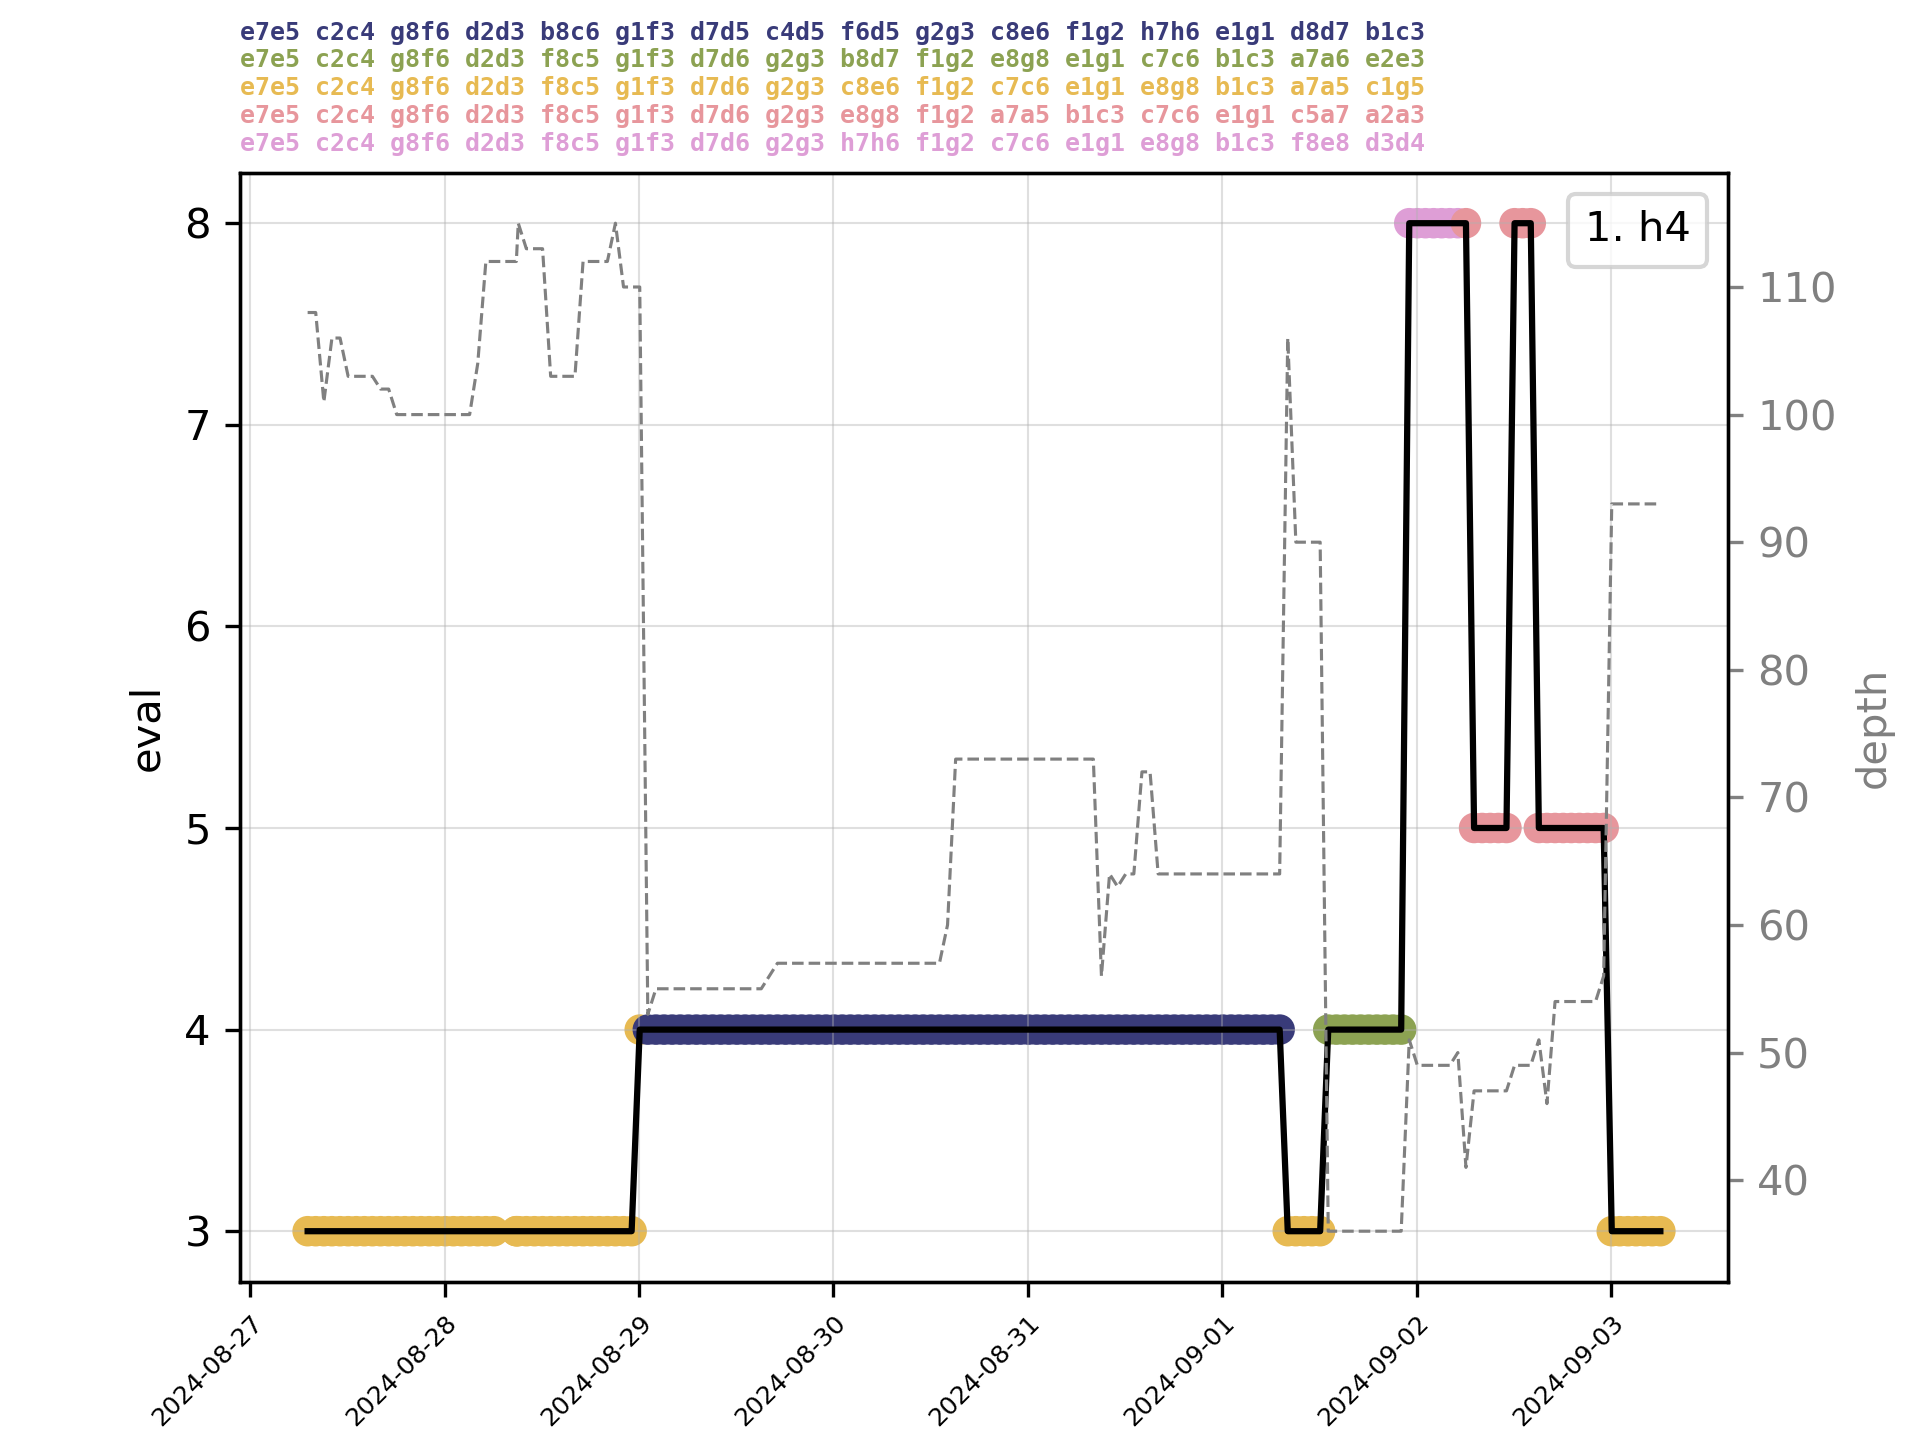 e7e5 c2c4 g8f6 d2d3 b8c6 g1f3 d7d5 c4d5 f6d5 g2g3 c8e6 f1g2 h7h6 e1g1 d8d7 b1c3
e7e5 c2c4 g8f6 d2d3 f8c5 g1f3 d7d6 g2g3 b8d7 f1g2 e8g8 e1g1 c7c6 b1c3 a7a6 e2e3
e7e5 c2c4 g8f6 d2d3 f8c5 g1f3 d7d6 g2g3 c8e6 f1g2 c7c6 e1g1 e8g8 b1c3 a7a5 c1g5
e7e5 c2c4 g8f6 d2d3 f8c5 g1f3 d7d6 g2g3 e8g8 f1g2 a7a5 b1c3 c7c6 e1g1 c5a7 a2a3
e7e5 c2c4 g8f6 d2d3 f8c5 g1f3 d7d6 g2g3 h7h6 f1g2 c7c6 e1g1 e8g8 b1c3 f8e8 d3d4
1. h4
8
7
6
5
4
3
eval
110
100
90
80
70
60
50
40
depth
2024-08-27
2024-08-28
2024-08-29
2024-08-30
2024-08-31
2024-09-01
2024-09-02
2024-09-03